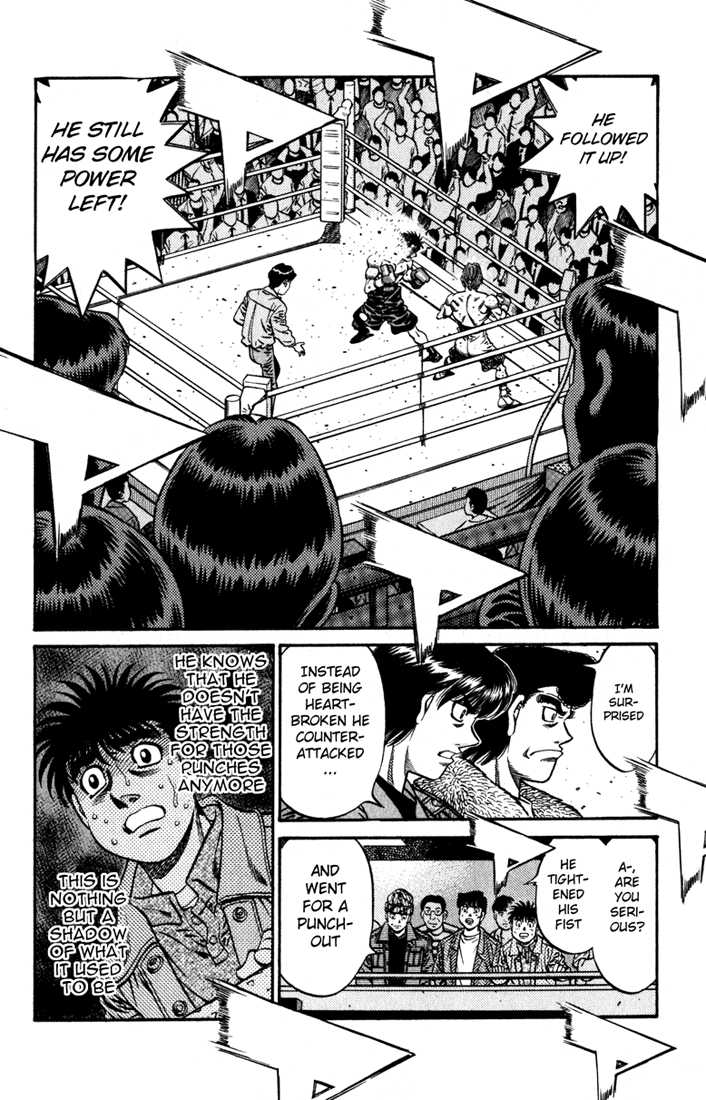 HE
FOLLOWED
IT UP!
HE STILL
HAS SOME
POWER
LEFT!
I'M
SUR-
PRISED
INSTEAD
OF BEING
HEART-
BROKEN HE
COUNTER-
ATTACKED
...
HE KNOWS
THAT HE
DOESN'T
HAVE THE
STRENGTH
FOR THOSE
PUNCHES
ANYMORE
THIS IS
NOTHING
BUT A
SHADOW
OF WHAT
IT USED
TO BE
A-,
ARE
YOU
SERI-
OUS?
HE
TIGHT-
ENED
HIS
FIST
AND
WENT
FOR A
PUNCH-
OUT